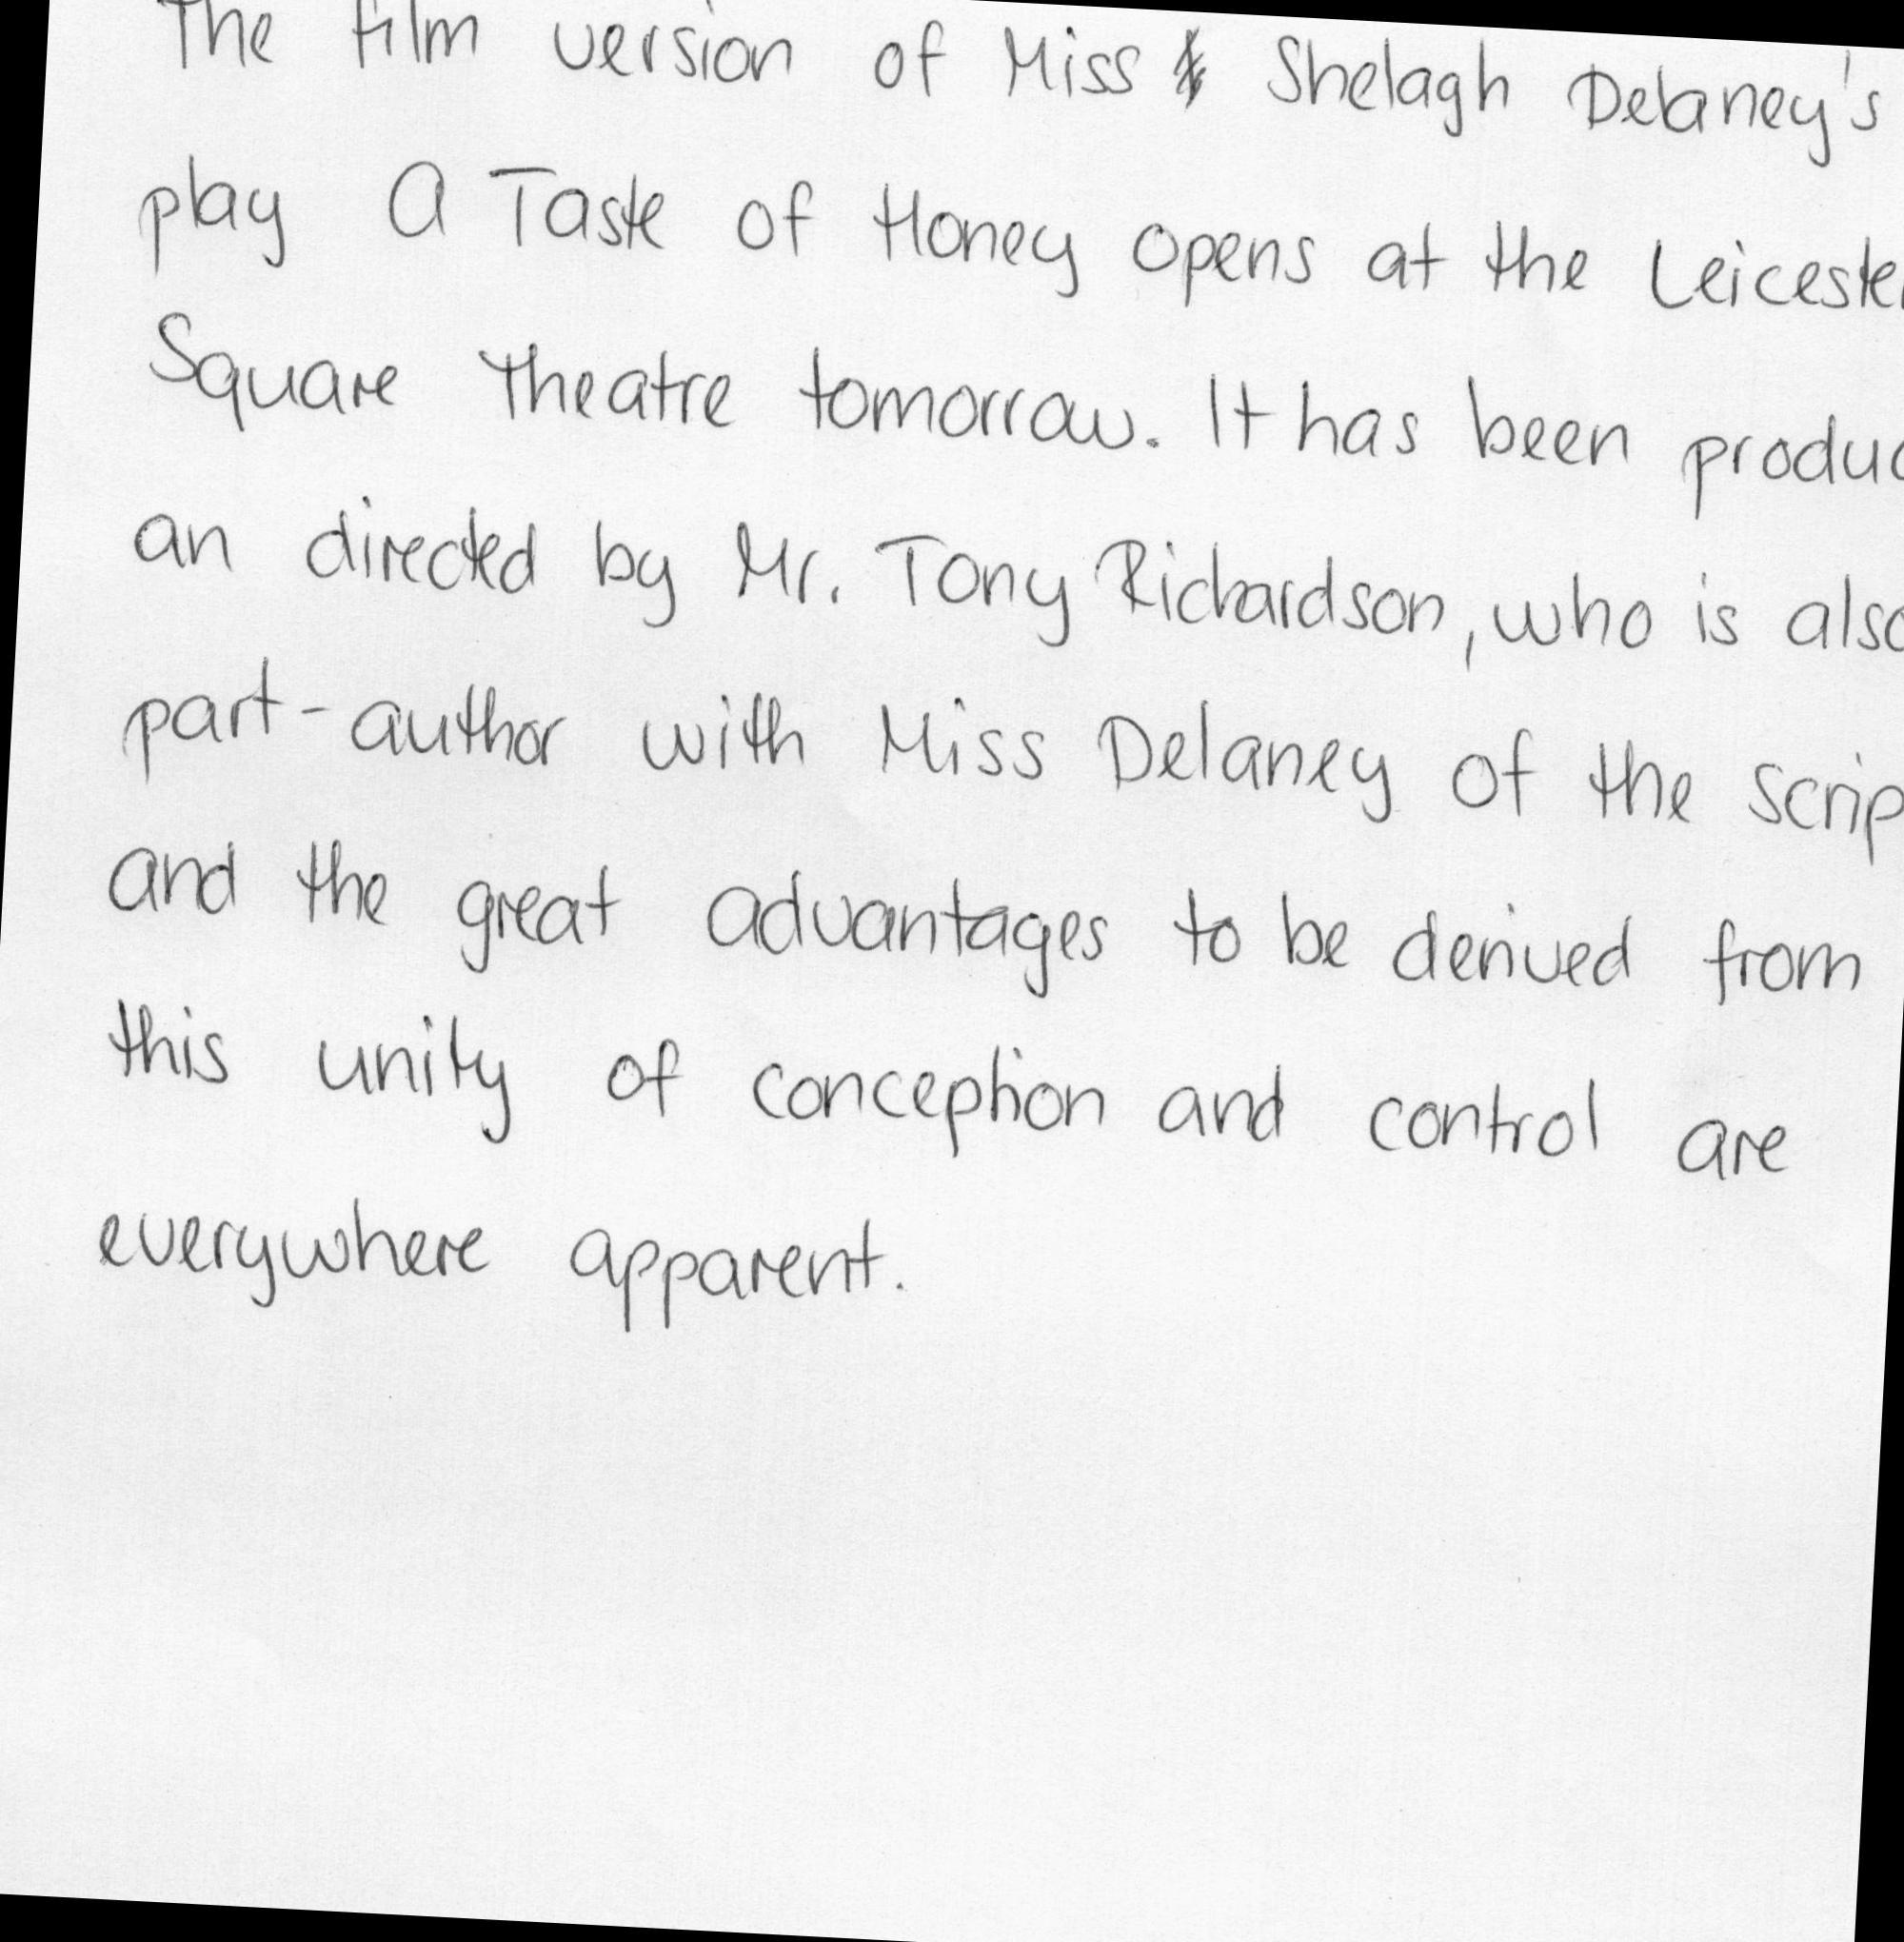 The film version of Miss Shelagh Delaney's
play A Taste of Honey opens at the Leicester
Square Theatre tomorrow. It has been produc
an directed by Mr. Tony Richardson, who is also
part-author with Miss Delaney of the scrip
and the great advantages to be derived from
this unity of conception and control are
everywhere apparent.